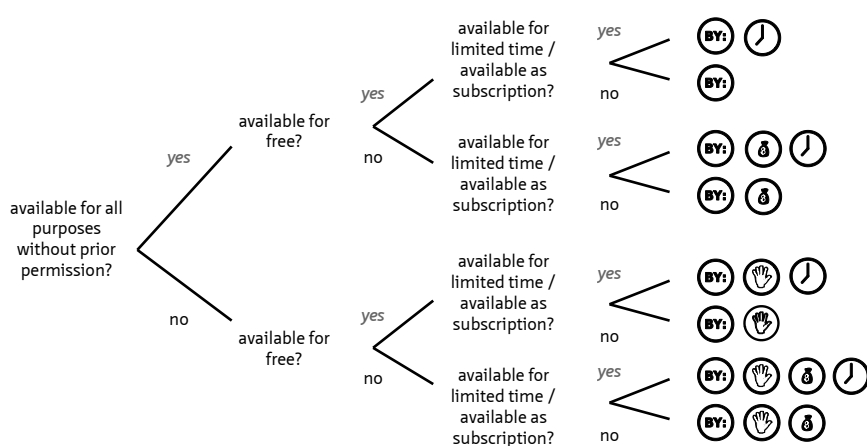 available for all
purposes
without prior
permission?
yes
no
available for
free?
yes
no
available for
limited time /
available as
subscription?
yes
no
BY:
BY:
available for
limited time /
available as
subscription?
yes
no
BY:
BY:
available for
free?
yes
no
available for
limited time /
available as
subscription?
yes
no
BY:
BY:
available for
limited time /
available as
subscription?
yes
no
BY:
BY: